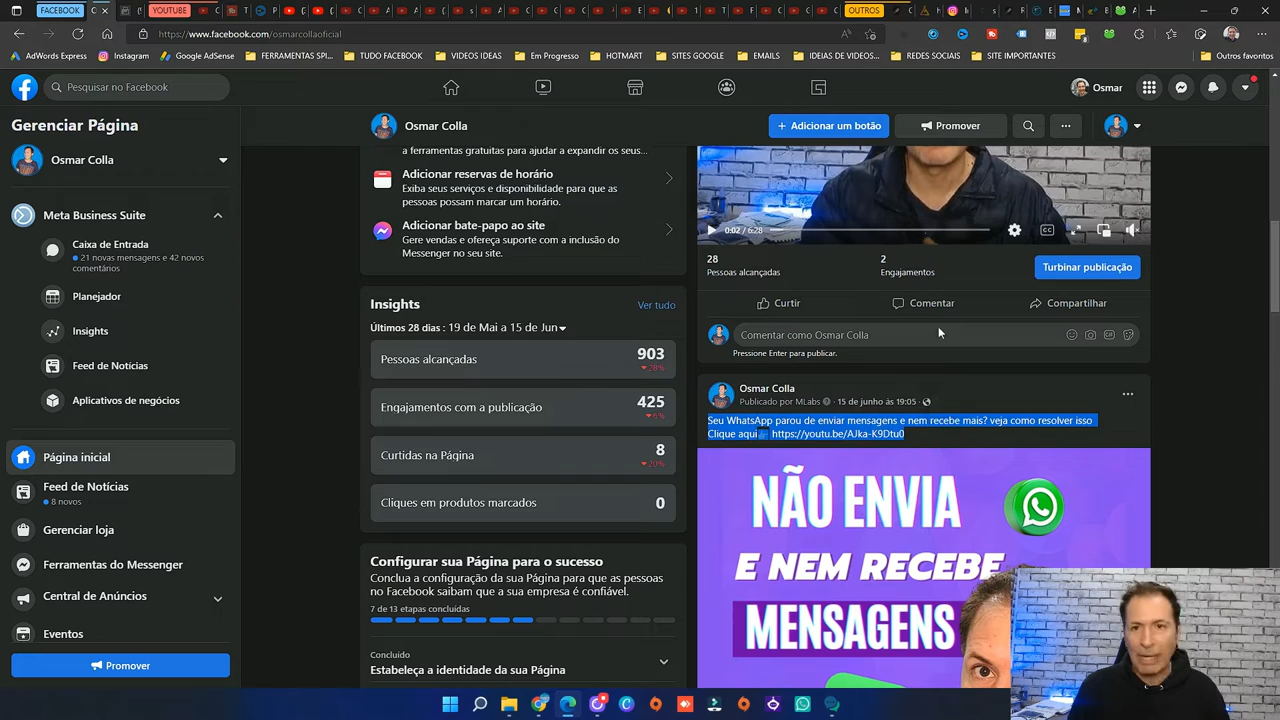 FACEBOOK
YOUTUBE
OUTROS
https://www.facebook.com/osmarcollaoficial
AdWords Express
Instagram
Google AdSense
FERRAMENTAS SPI...
TUDO FACEBOOK
VIDEOS IDEAS
Em Progresso
HOTMART
SITES GOOGLE
EMAILS
IDEIAS DE VIDEOS...
REDES SOCIAIS
SITE IMPORTANTES
Outros favoritos
Pesquisar no Facebook
Osmar
Gerenciar Página
Osmar Colla
Meta Business Suite
Caixa de Entrada
21 novas mensagens e 42 novos
comentários
Planejador
Insights
Feed de Notícias
Aplicativos de negócios
Página inicial
Feed de Notícias
8 novos
Gerenciar loja
Ferramentas do Messenger
Central de Anúncios
Eventos
Promover
Osmar Colla
+ Adicionar um botão
Promover
a ferramentas gratuitas para ajudar a expandir os seus...
Adicionar reservas de horário
Exiba seus serviços e disponibilidade para que as
pessoas possam marcar um horário.
Adicionar bate-papo ao site
Gere vendas e ofereça suporte com a inclusão do
Messenger no seu site.
Insights
Ver tudo
Últimos 28 dias : 19 de Mai a 15 de Jun
Pessoas alcançadas
903
28%
Engajamentos com a publicação
425
Curtidas na Página
8
20%
Cliques em produtos marcados
0
Configurar sua Página para o sucesso
Conclua a configuração da sua Página para que as pessoas
no Facebook saibam que a sua empresa é confiável.
7 de 13 etapas concluídas
Concluído
Estabeleça a identidade da sua Página
0:02 / 6:28
CC
28
Pessoas alcançadas
2
Engajamentos
Turbinar publicação
Curtir
Comentar
Compartilhar
Comentar como Osmar Colla
Pressione Enter para publicar.
Osmar Colla
Publicado por MLabs
15 de junho às 19:05
Seu WhatsApp parou de enviar mensagens e nem recebe mais? veja como resolver isso
Clique aqui https://youtu.be/AJka-K9Dtu0
NÃO ENVIA
E NEM RECEBE
MENSAGENS